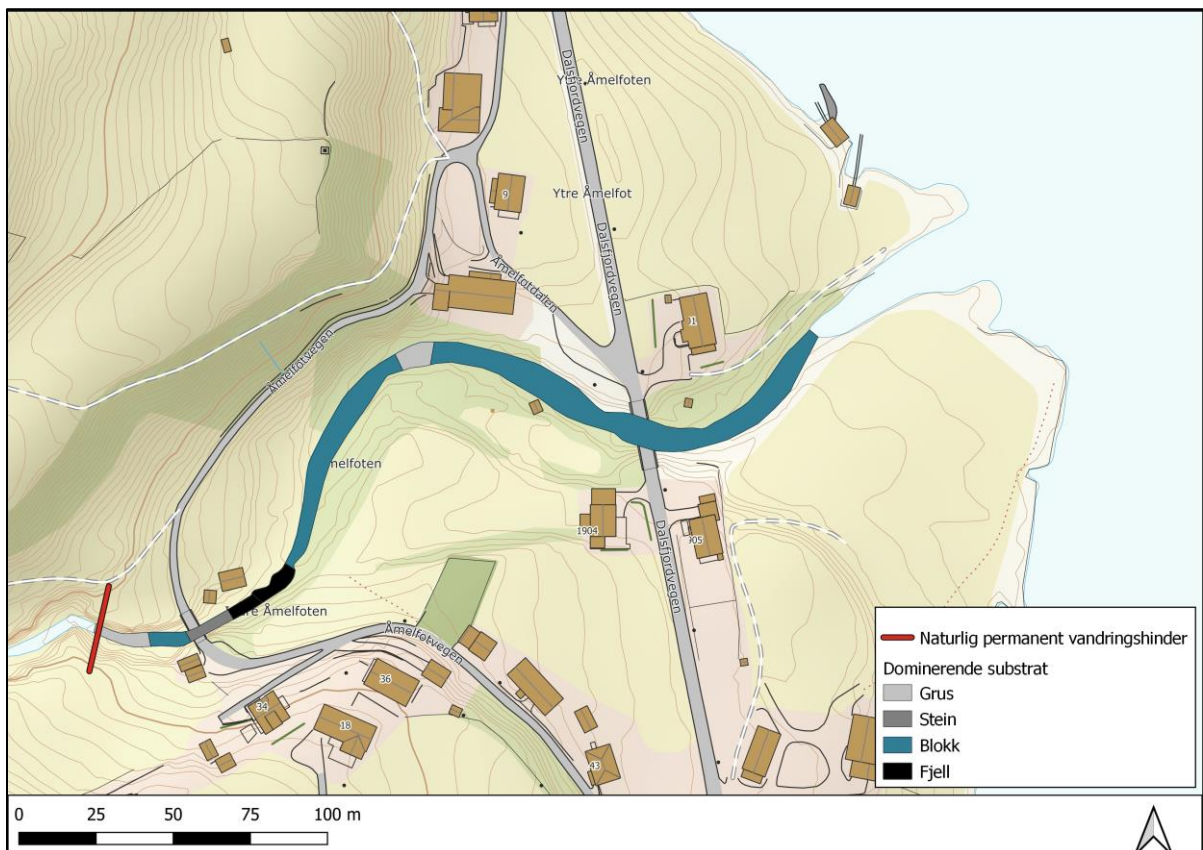 Ytre Åmelfoten
Dalsfjordvegen
Ytre Åmelfot
9
Dalsfjordvegen
Åmelfotdalen
Åmelfotvegen
melfoten
1904
905
Dalsfjordvegen
re Åmelfoten
Åmelfotvegen
36
34
18
43
Naturlig permanent vandringshinder
Dominerende substrat
Grus
Stein
Blokk
Fjell
0 25 50 75 100 m